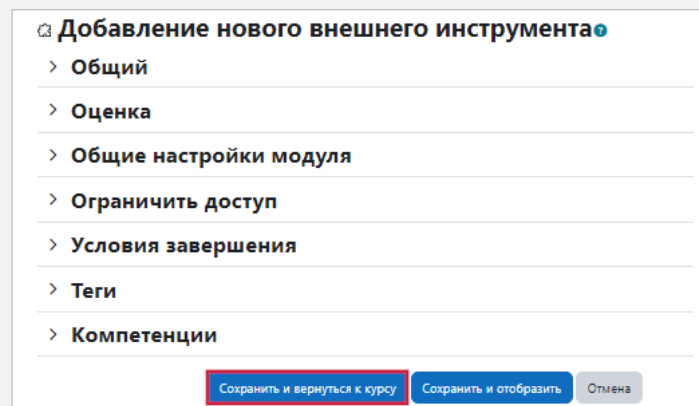 Добавление нового внешнего инструмента
Общий
Оценка
Общие настройки модуля
Ограничить доступ
Условия завершения
Теги
Компетенции
Сохранить и вернуться к курсу Сохранить и отобразить Отмена